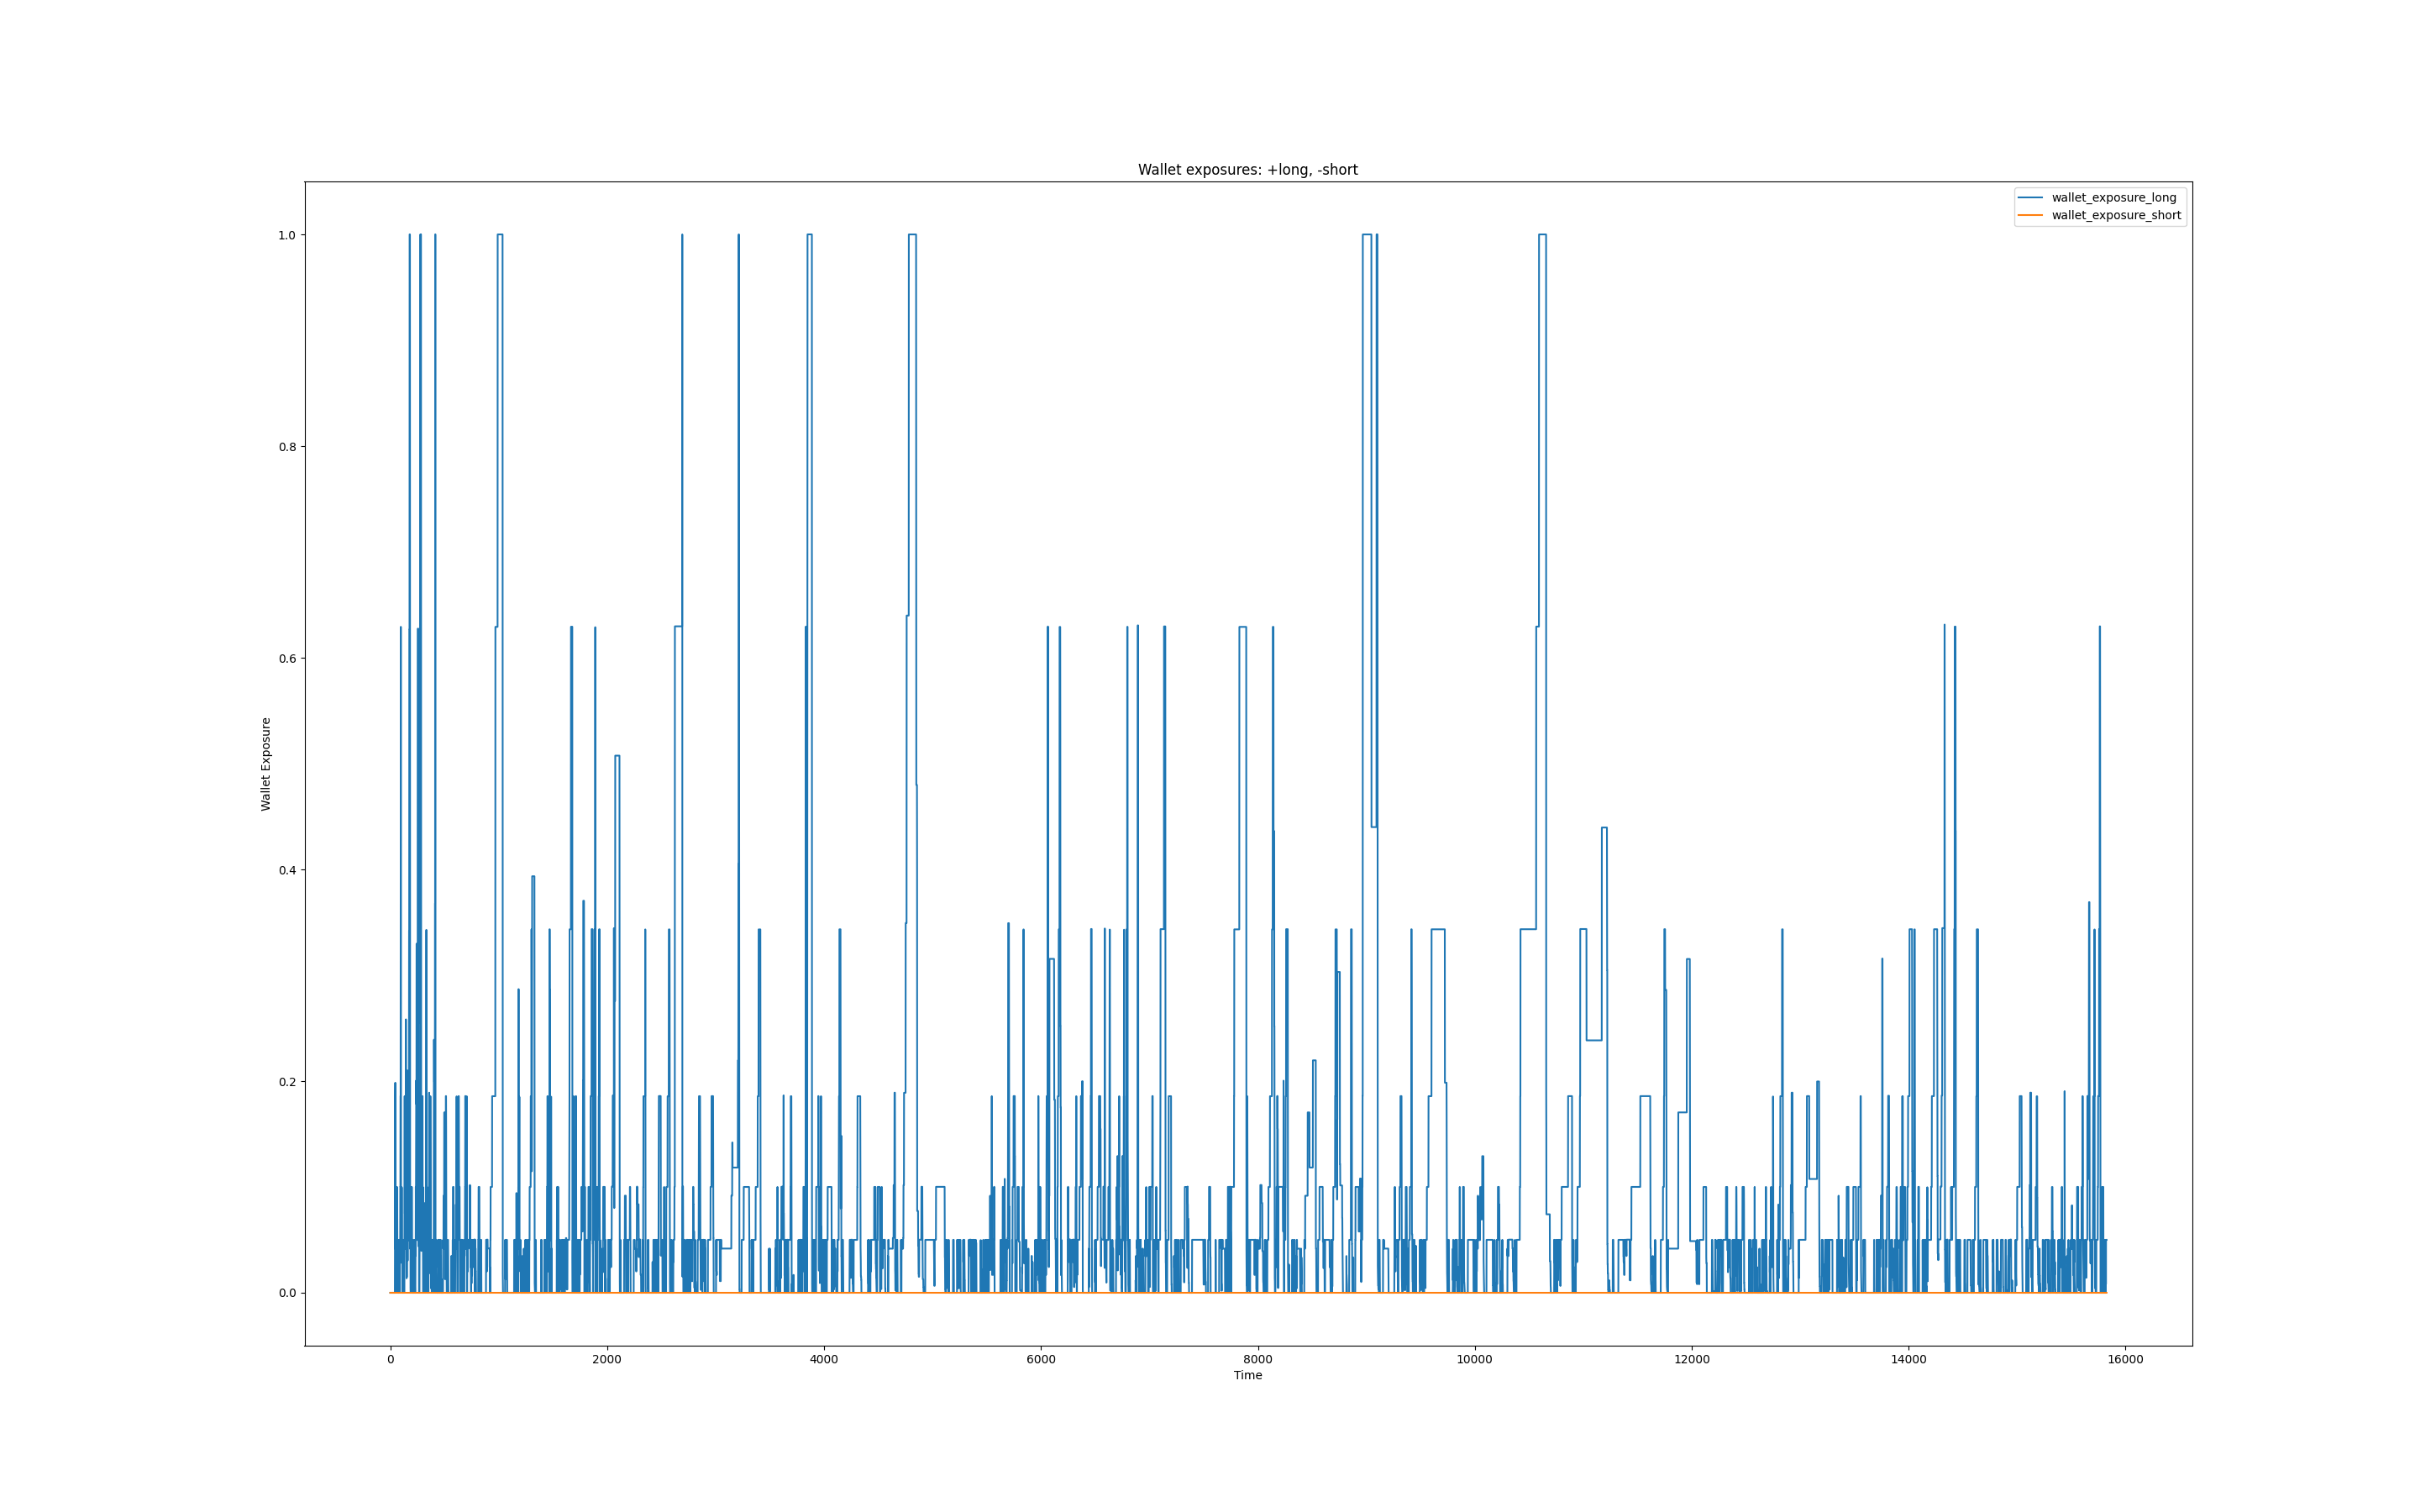 Wallet exposures: +long, -short
wallet_exposure_long
wallet_exposure_short
1.0
0.8
0.6
0.4
0.2
0.0
Wallet Exposure
0 2000 4000 6000 8000 10000 12000 14000 16000
Time